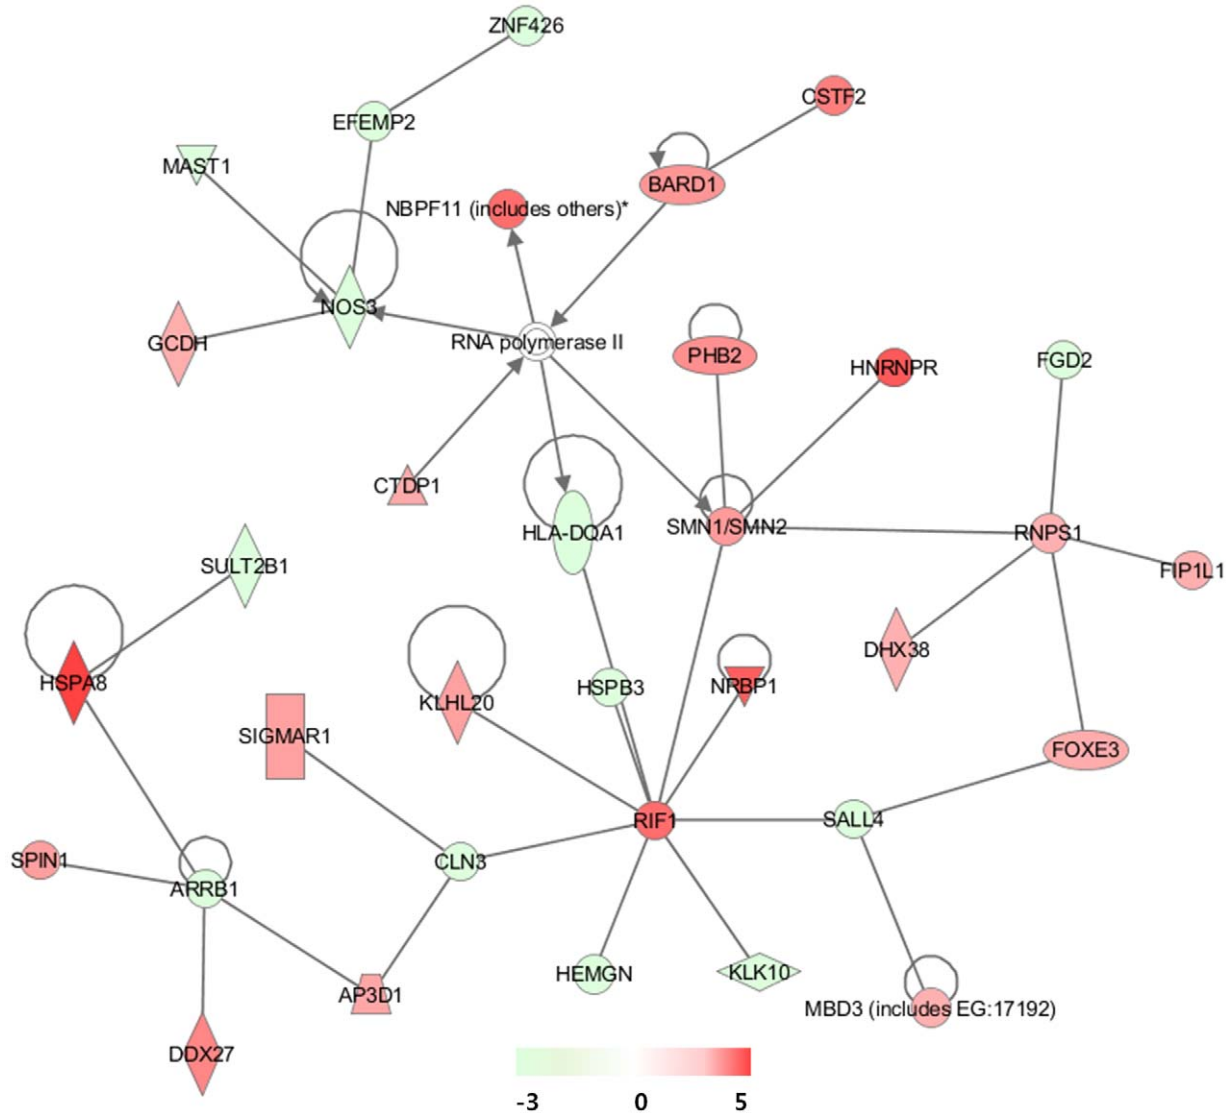 ZNF426
CSTF2
EFEMP2
MAST1
BARD1
NBPF11 (includes others)*
NOS3
GCDH
RNA polymerase II
PHB2
HNRNPR
FGD2
CTDP1
HLA-DQA1
SMN1/SMN2
RNPS1
FIP1L1
SULT2B1
DHX38
HSPA8
KLHL20
HSPB3
NRBP1
SIGMAR1
FOXE3
RIF1
SALL4
SPIN1
ARRB1
CLN3
HEMGN
KLK10
AP3D1
MBD3 (includes EG:17192)
DDX27
-3 0 5